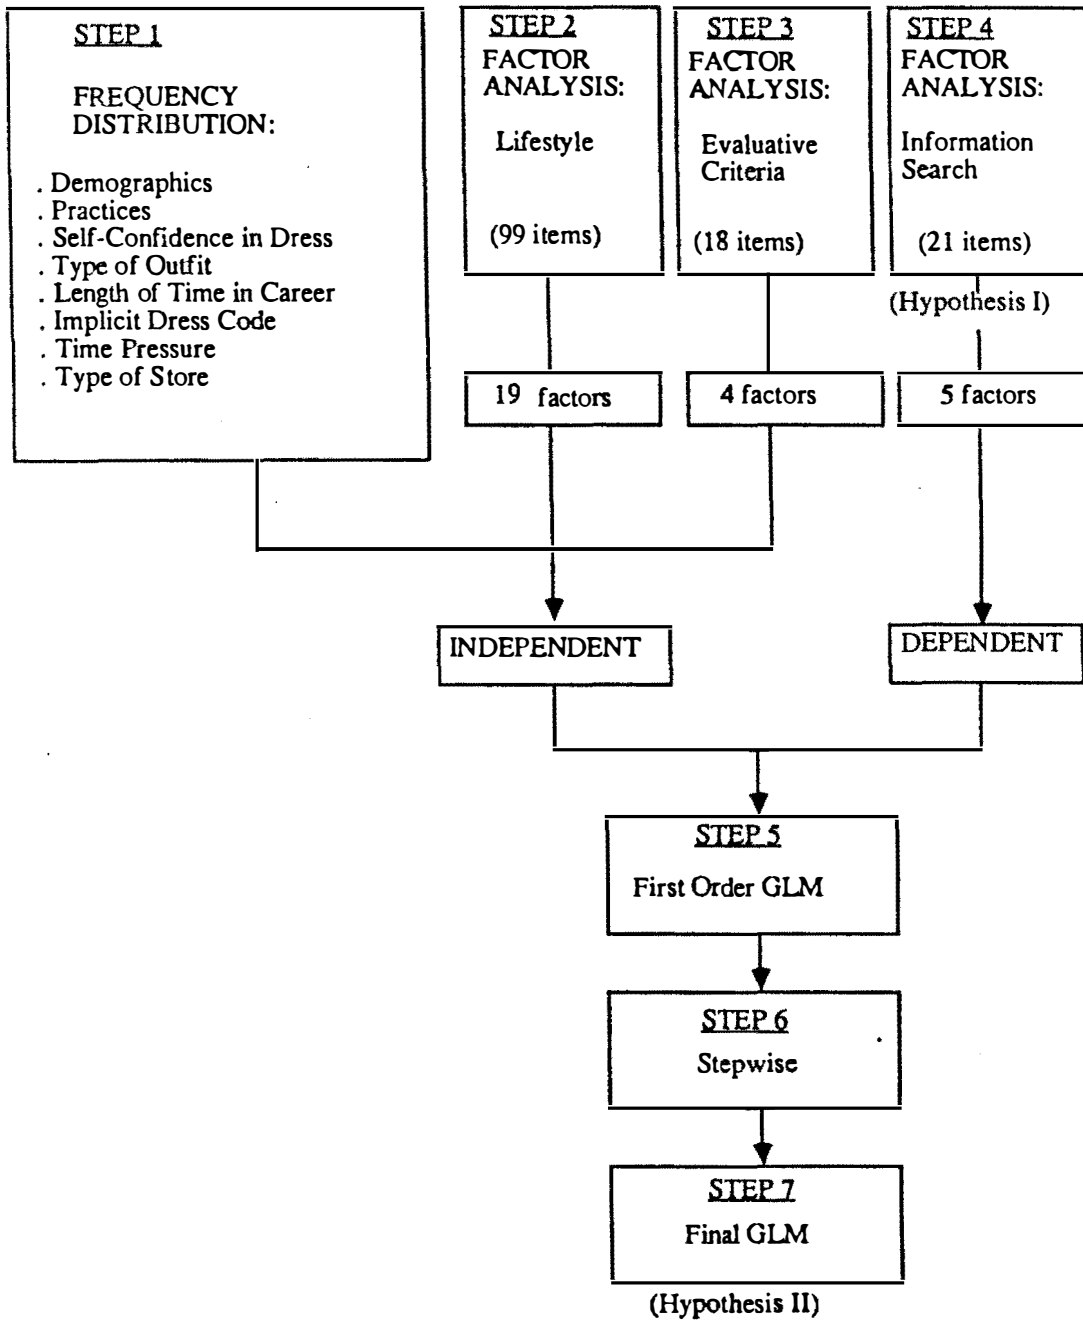 STEP 1
FREQUENCY
DISTRIBUTION:
. Demographics
. Practices
. Self-Confidence in Dress
. Type of Outfit
. Length of Time in Career
. Implicit Dress Code
. Time Pressure
. Type of Store
STEP 2
FACTOR
ANALYSIS:
Lifestyle
(99 items)
STEP 3
FACTOR
ANALYSIS:
Evaluative
Criteria
(18 items)
STEP 4
FACTOR
ANALYSIS:
Information
Search
(21 items)
(Hypothesis I)
19 factors
4 factors
5 factors
INDEPENDENT
DEPENDENT
STEP 5
First Order GLM
STEP 6
Stepwise
STEP 7
Final GLM
(Hypothesis II)